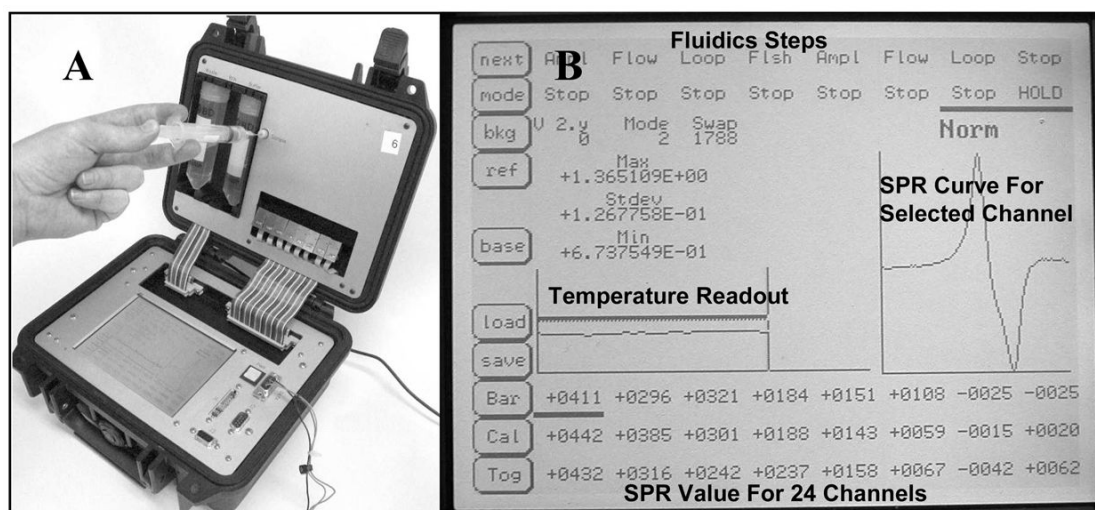 A
6
B
Fluidics Steps
next Ampl Flow Loop Flsh Ampl Flow Loop Stop
mode Stop Stop Stop Stop Stop Stop Stop HOLD
bkg V 2.y Mode Swap Norm
0 2 1788
ref Max
+1.365109E+00
Stdev
+1.267758E-01
base Min
+6.737549E-01
SPR Curve For
Selected Channel
Temperature Readout
load
save
Bar +0411 +0296 +0321 +0184 +0151 +0108 -0025 -0025
Cal +0442 +0385 +0301 +0188 +0143 +0059 -0015 +0020
Tog +0432 +0316 +0242 +0237 +0158 +0067 -0042 +0062
SPR Value For 24 Channels